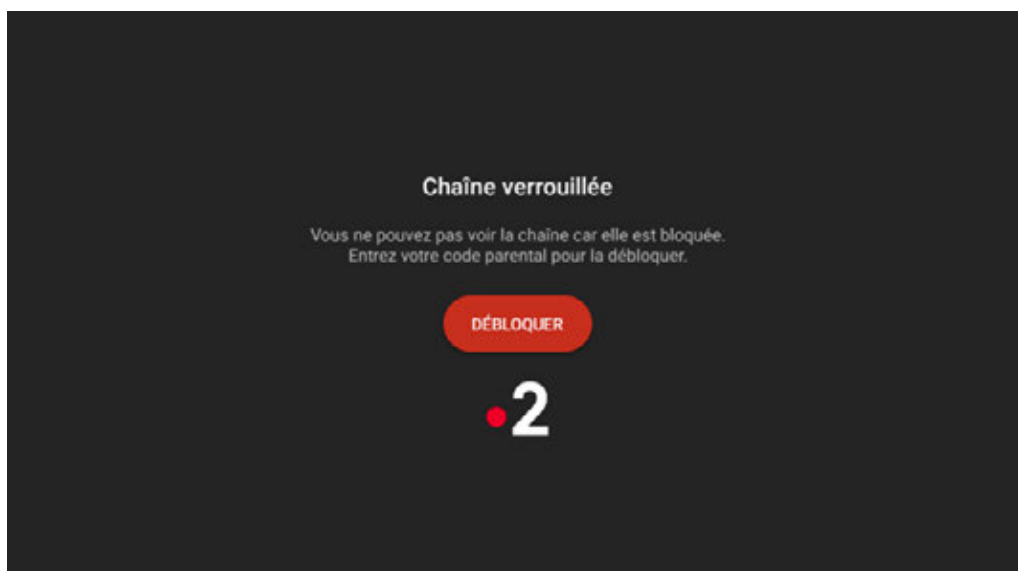 Chaîne verrouillée
Vous ne pouvez pas voir la chaîne car elle est bloquée.
Entrez votre code parental pour la débloquer.
DÉBLOQUER
2